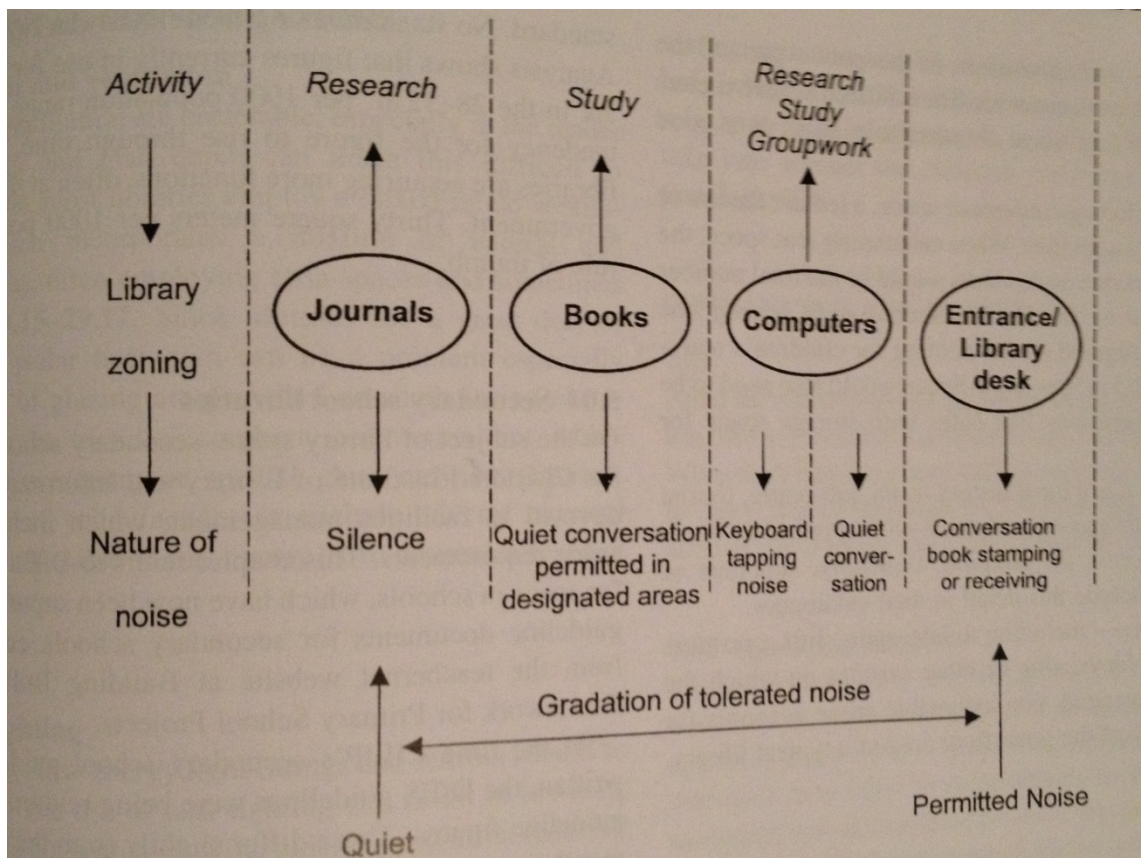 Activity
Library
zoning
Nature of
noise
Research
Journals
Silence
Study
Books
Quiet conversation
permitted in
designated areas
Research
Study
Groupwork
Computers
Keyboard
tapping
noise
Quiet
conver-
sation
Entrance/
Library
desk
Conversation
book stamping
or receiving
Gradation of tolerated noise
Quiet
Permitted Noise